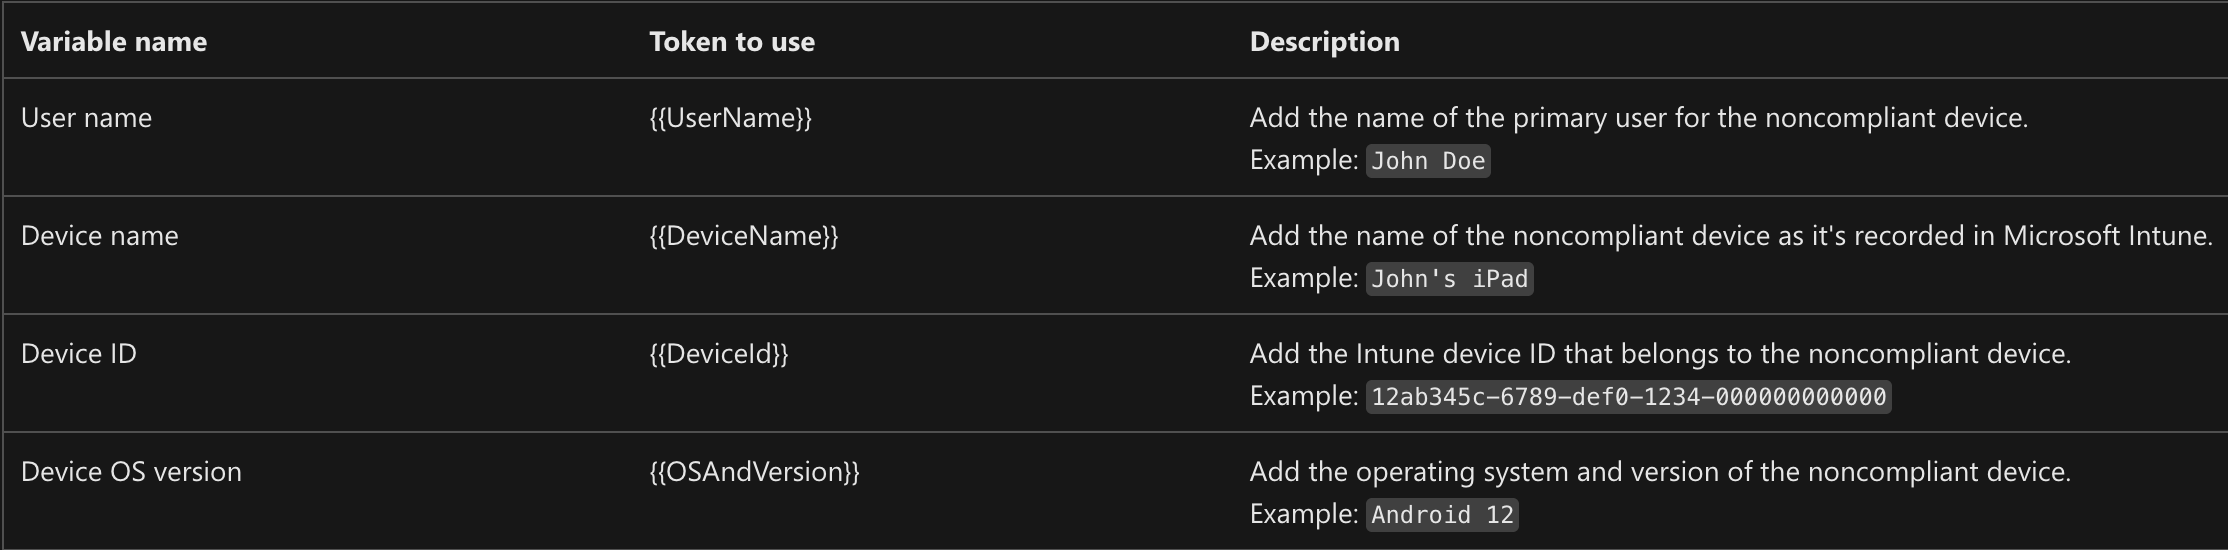 Variable name Token to use Description
User name {{UserName}} Add the name of the primary user for the noncompliant device.
Example: John Doe
Device name {{DeviceName}} Add the name of the noncompliant device as it's recorded in Microsoft Intune.
Example: John's iPad
Device ID {{DeviceId}} Add the Intune device ID that belongs to the noncompliant device.
Example: 12ab345c-6789-def0-1234-000000000000
Device OS version {{OSAndVersion}} Add the operating system and version of the noncompliant device.
Example: Android 12